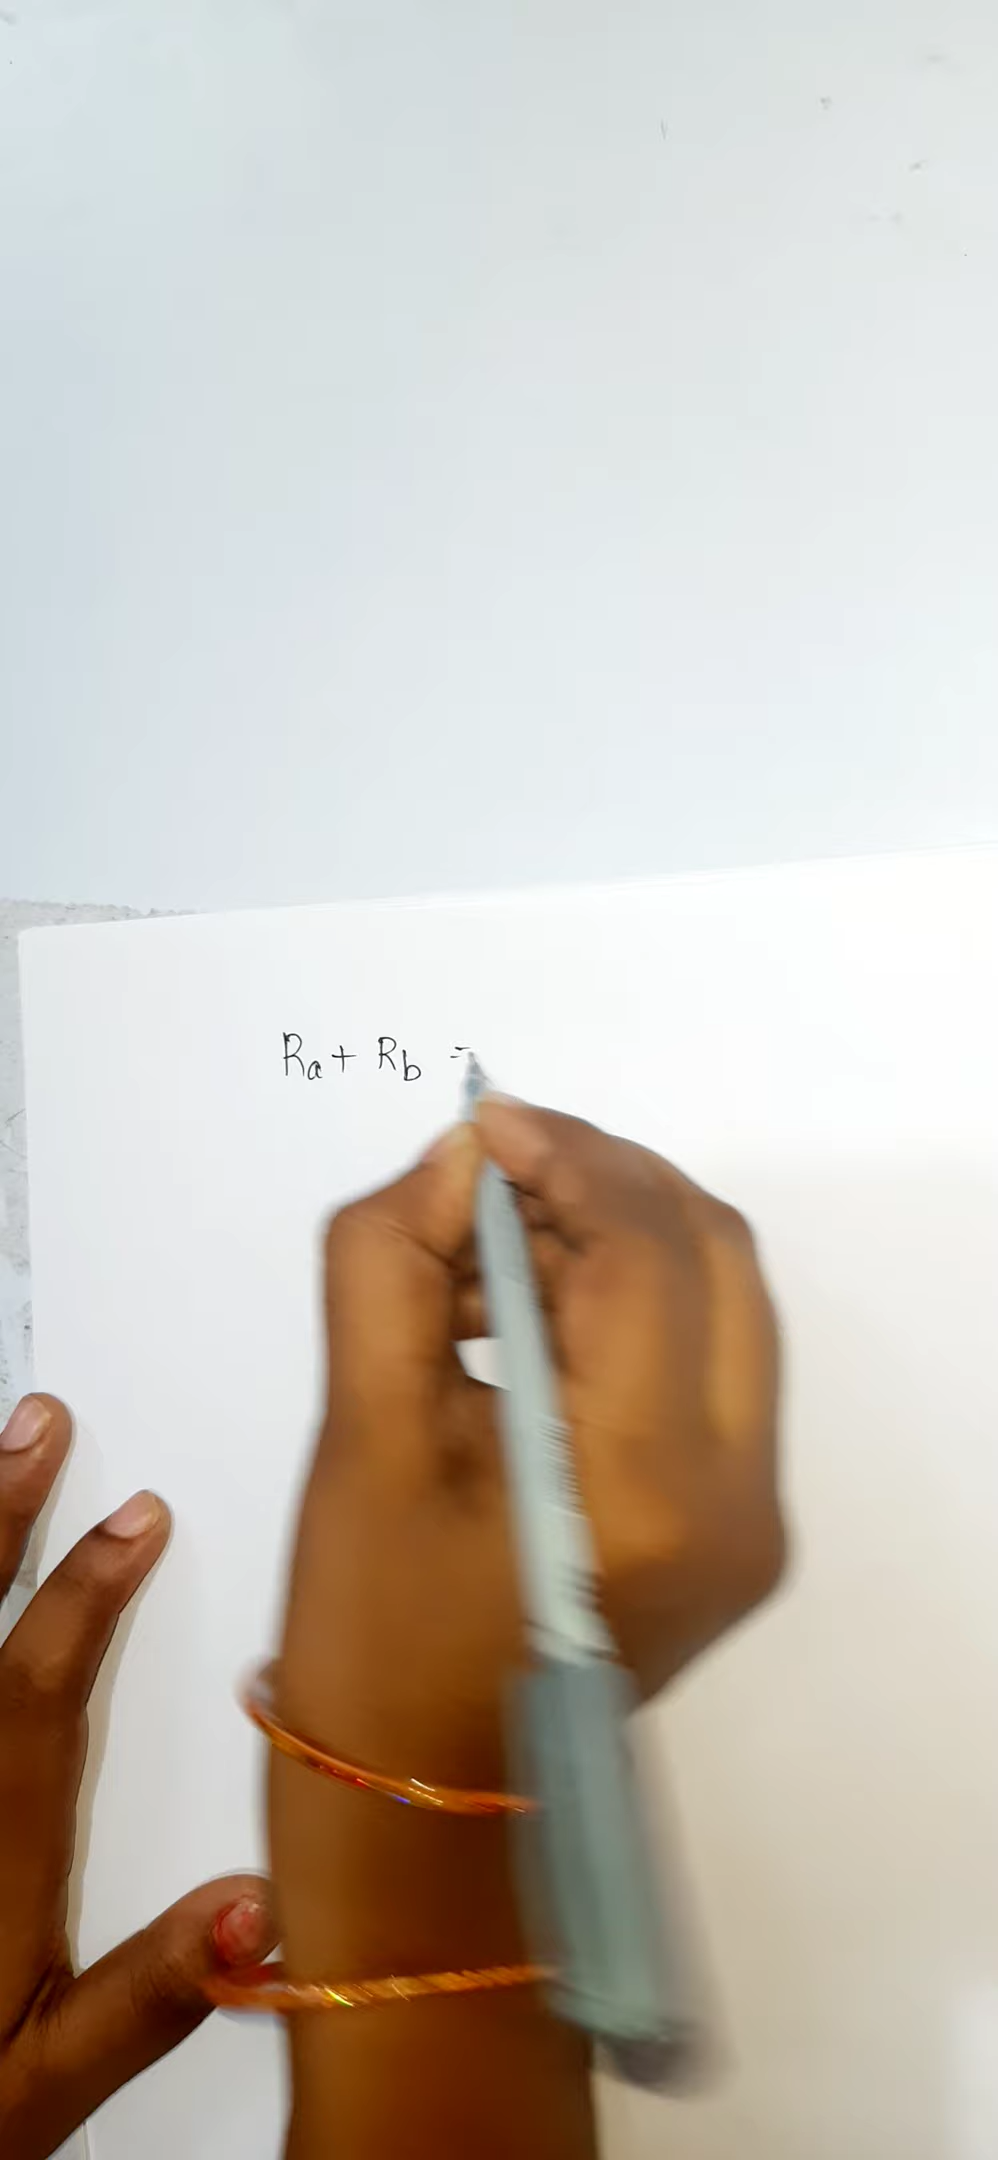 Ra + Rb =